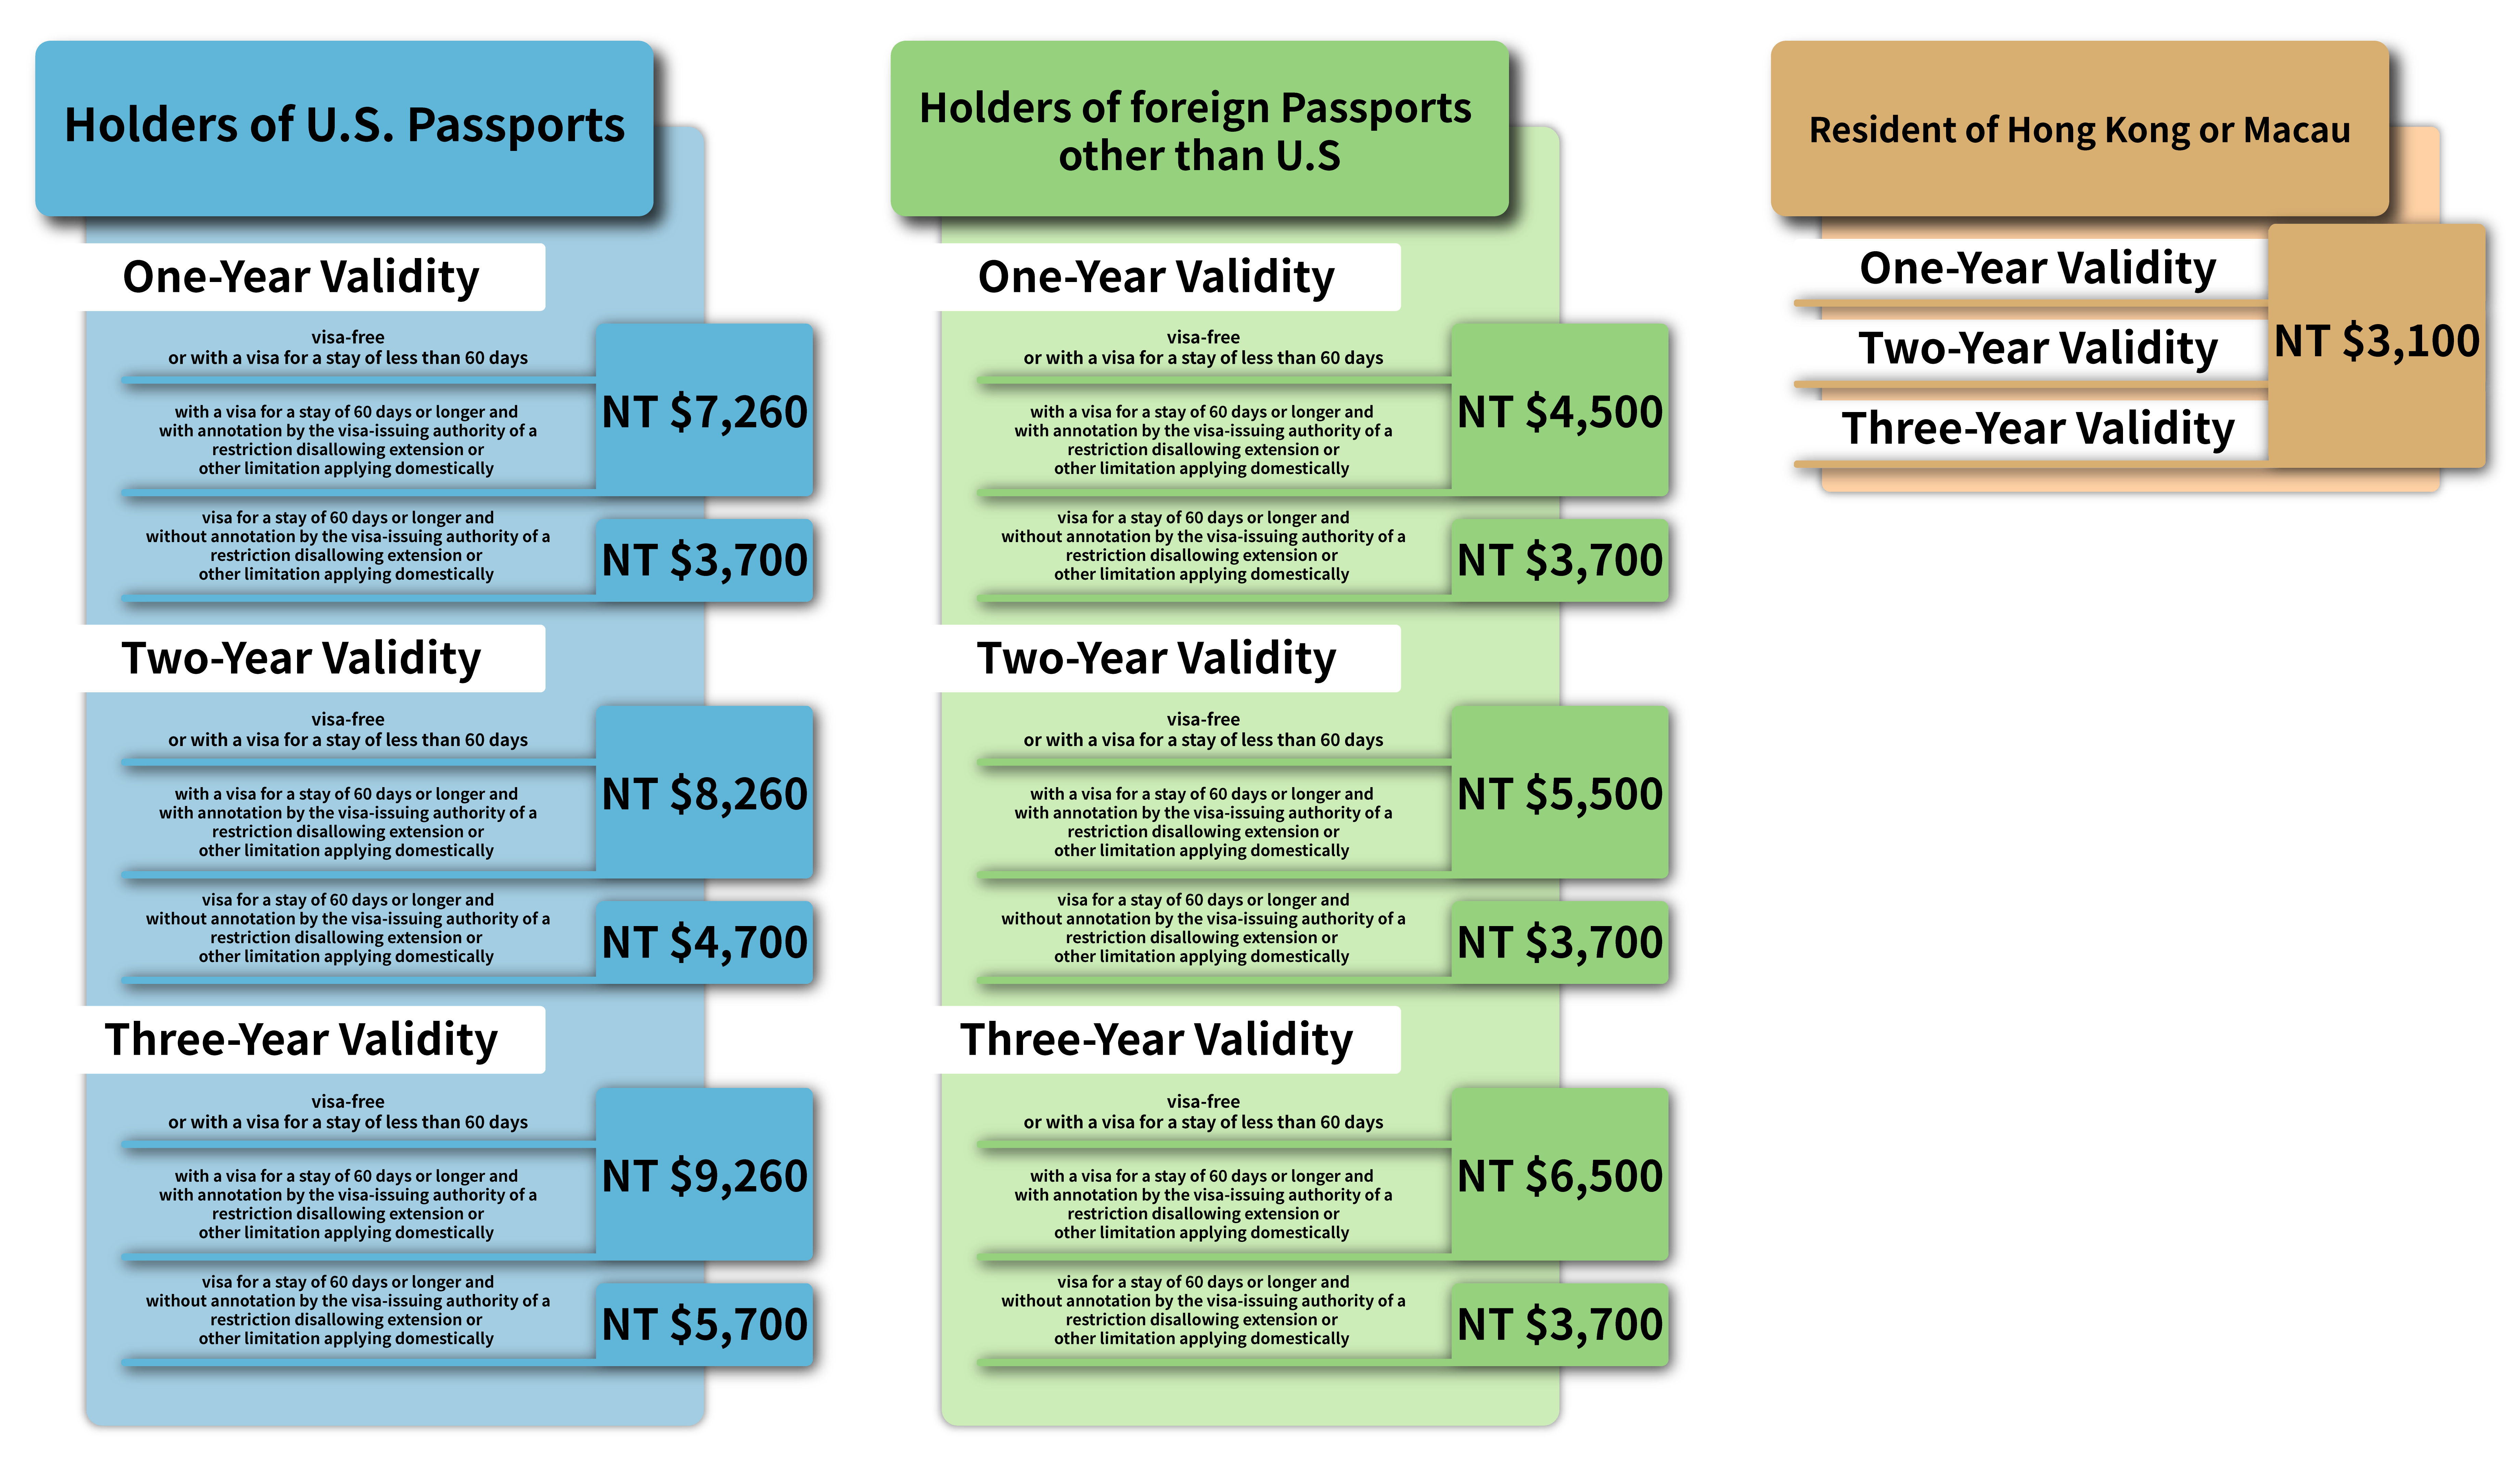 Holders of U.S. Passports
One-Year Validity
visa-free
or with a visa for a stay of less than 60 days
with a visa for a stay of 60 days or longer and
with annotation by the visa-issuing authority of a
restriction disallowing extension or
other limitation applying domestically
NT $7,260
visa for a stay of 60 days or longer and
without annotation by the visa-issuing authority of a
restriction disallowing extension or
other limitation applying domestically
NT $3,700
Two-Year Validity
visa-free
or with a visa for a stay of less than 60 days
with a visa for a stay of 60 days or longer and
with annotation by the visa-issuing authority of a
restriction disallowing extension or
other limitation applying domestically
NT $8,260
visa for a stay of 60 days or longer and
without annotation by the visa-issuing authority of a
restriction disallowing extension or
other limitation applying domestically
NT $4,700
Three-Year Validity
visa-free
or with a visa for a stay of less than 60 days
with a visa for a stay of 60 days or longer and
with annotation by the visa-issuing authority of a
restriction disallowing extension or
other limitation applying domestically
NT $9,260
visa for a stay of 60 days or longer and
without annotation by the visa-issuing authority of a
restriction disallowing extension or
other limitation applying domestically
NT $5,700
Holders of foreign Passports
other than U.S
One-Year Validity
visa-free
or with a visa for a stay of less than 60 days
with a visa for a stay of 60 days or longer and
with annotation by the visa-issuing authority of a
restriction disallowing extension or
other limitation applying domestically
NT $4,500
visa for a stay of 60 days or longer and
without annotation by the visa-issuing authority of a
restriction disallowing extension or
other limitation applying domestically
NT $3,700
Two-Year Validity
visa-free
or with a visa for a stay of less than 60 days
with a visa for a stay of 60 days or longer and
with annotation by the visa-issuing authority of a
restriction disallowing extension or
other limitation applying domestically
NT $5,500
visa for a stay of 60 days or longer and
without annotation by the visa-issuing authority of a
restriction disallowing extension or
other limitation applying domestically
NT $3,700
Three-Year Validity
visa-free
or with a visa for a stay of less than 60 days
with a visa for a stay of 60 days or longer and
with annotation by the visa-issuing authority of a
restriction disallowing extension or
other limitation applying domestically
NT $6,500
visa for a stay of 60 days or longer and
without annotation by the visa-issuing authority of a
restriction disallowing extension or
other limitation applying domestically
NT $3,700
Resident of Hong Kong or Macau
One-Year Validity
Two-Year Validity
Three-Year Validity
NT $3,100